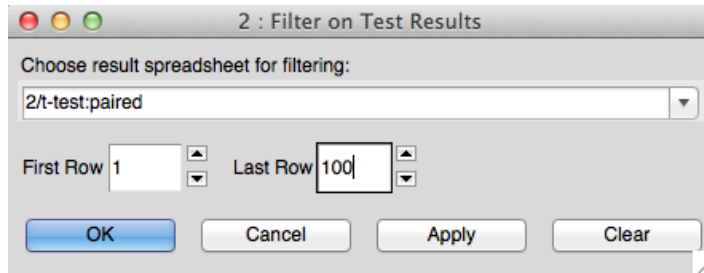 2 : Filter on Test Results
Choose result spreadsheet for filtering:
2/t-test:paired
First Row 1 Last Row 100
OK Cancel Apply Clear